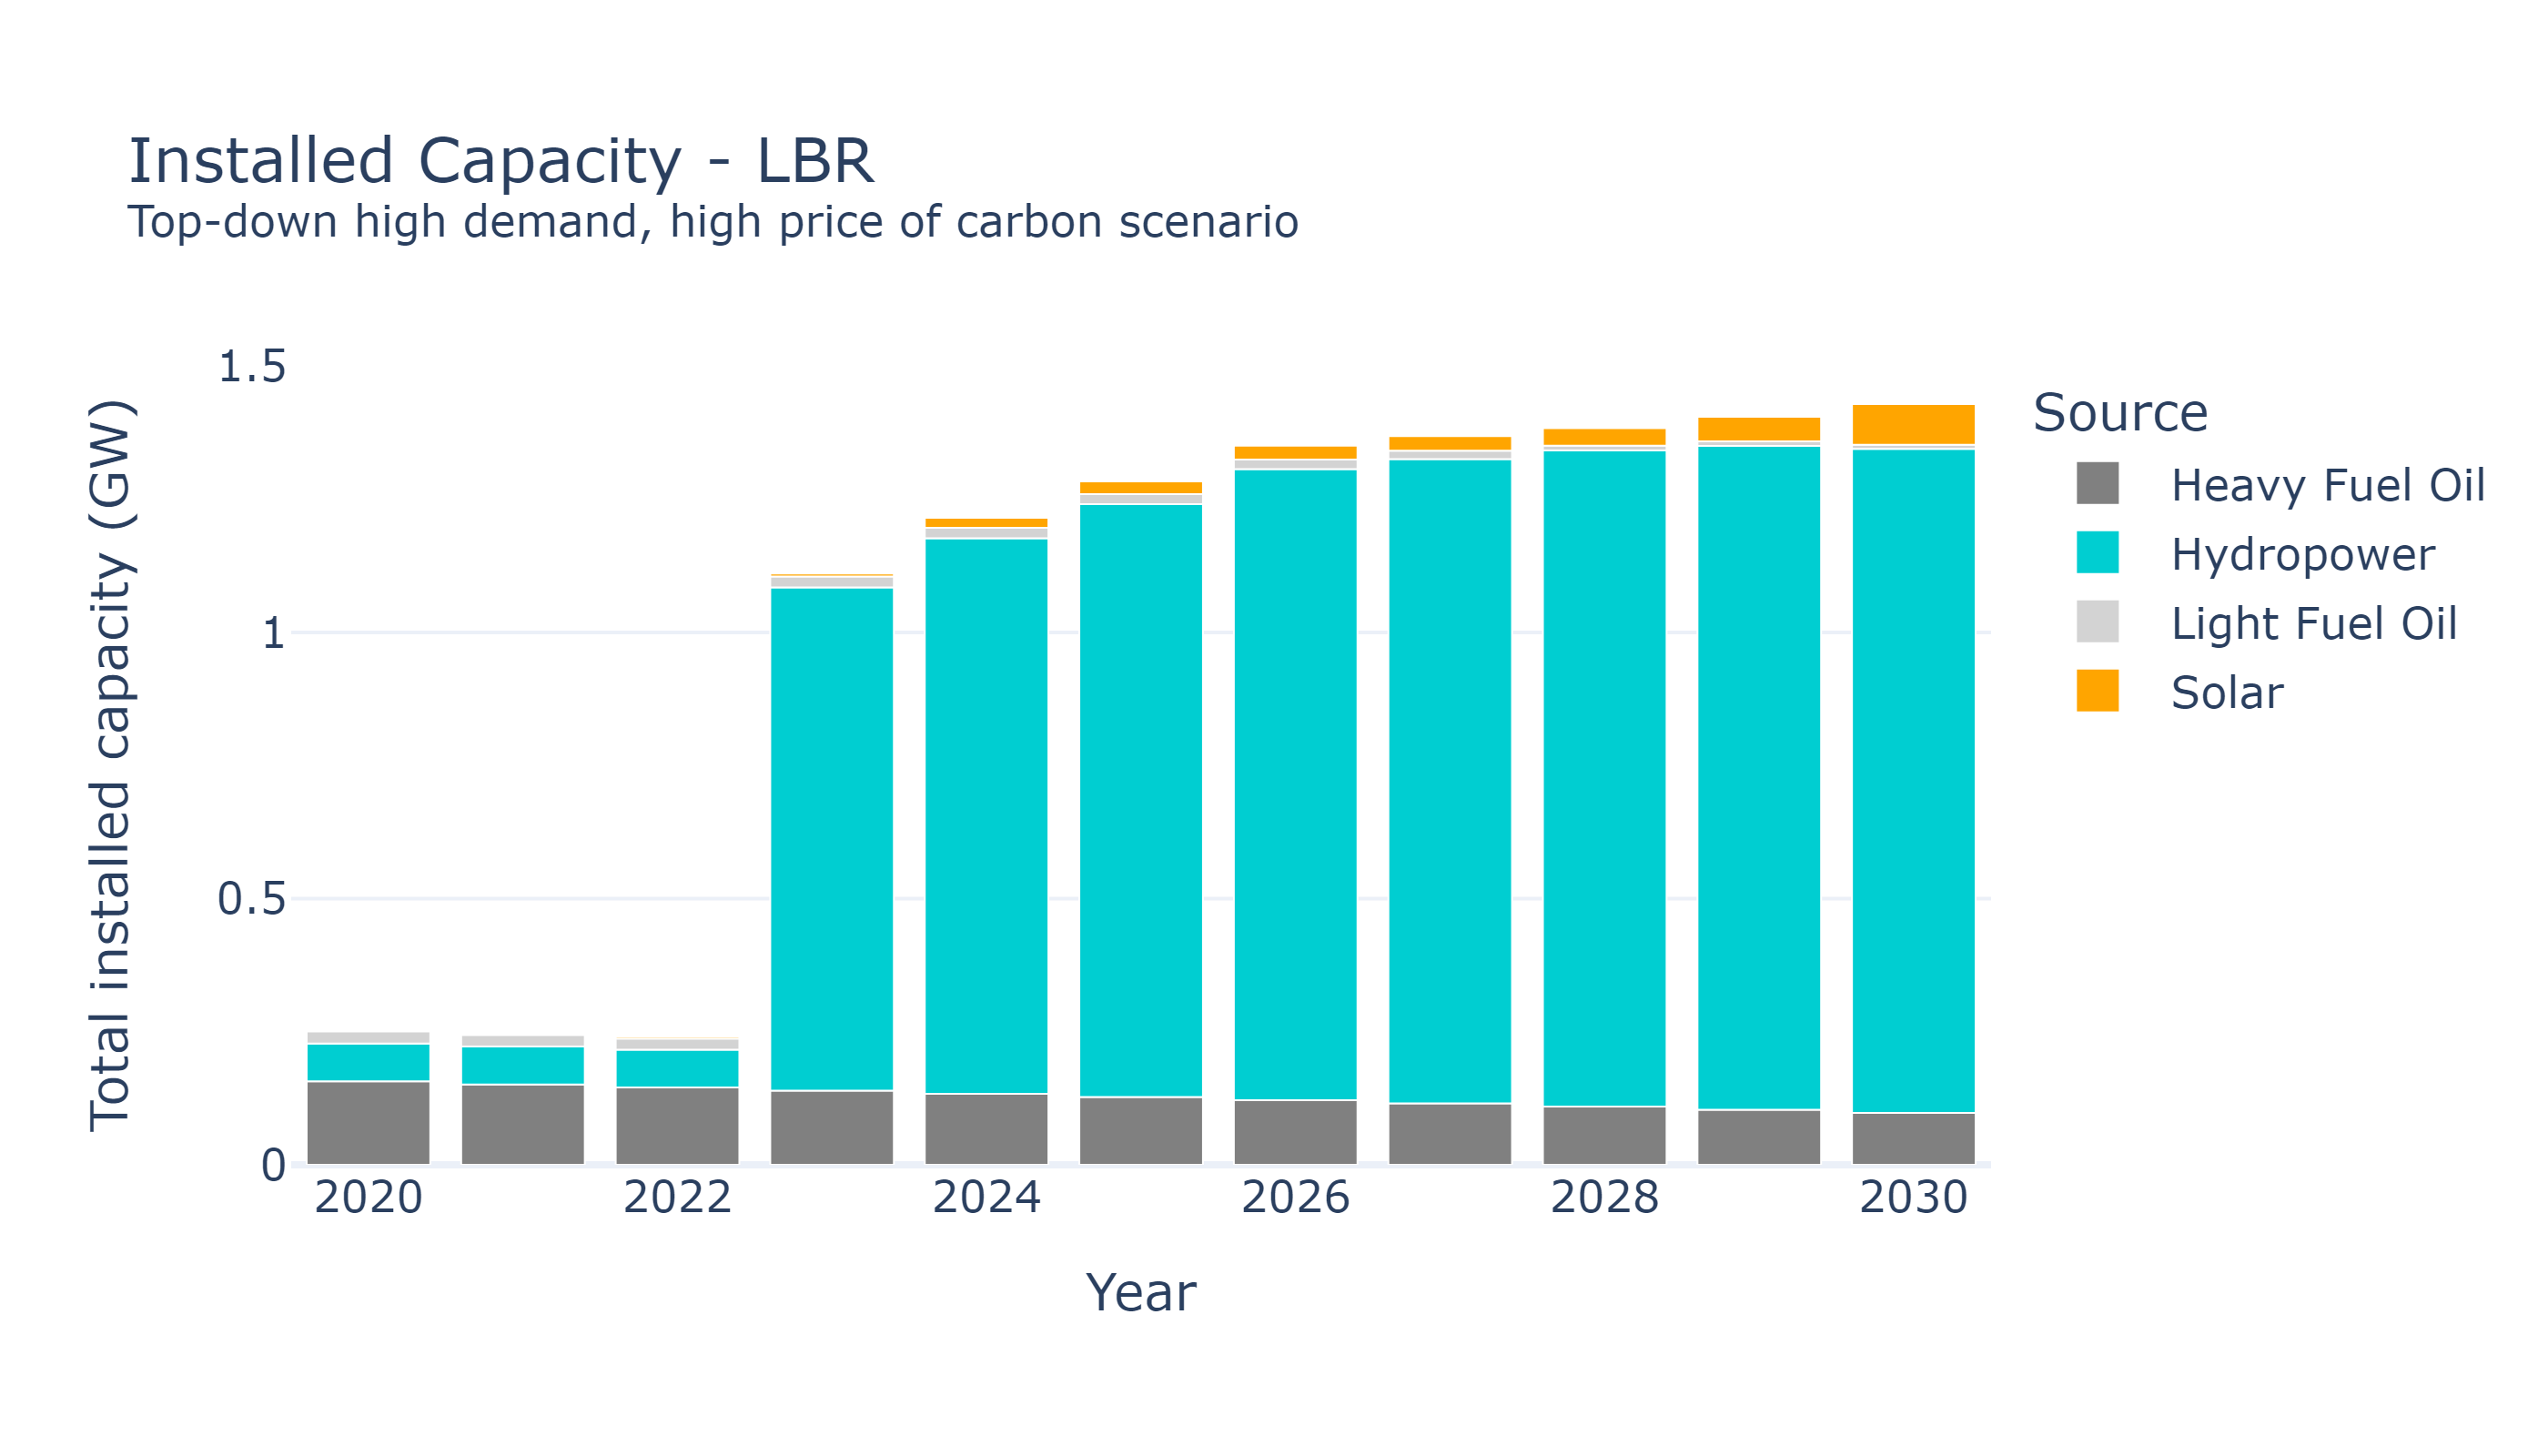 Installed Capacity - LBR
Top-down high demand, high price of carbon scenario
Total installed capacity (GW)
1.5
1
0.5
0
2020 2022 2024 2026 2028 2030
Year
Source
Heavy Fuel Oil
Hydropower
Light Fuel Oil
Solar